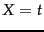 X = t